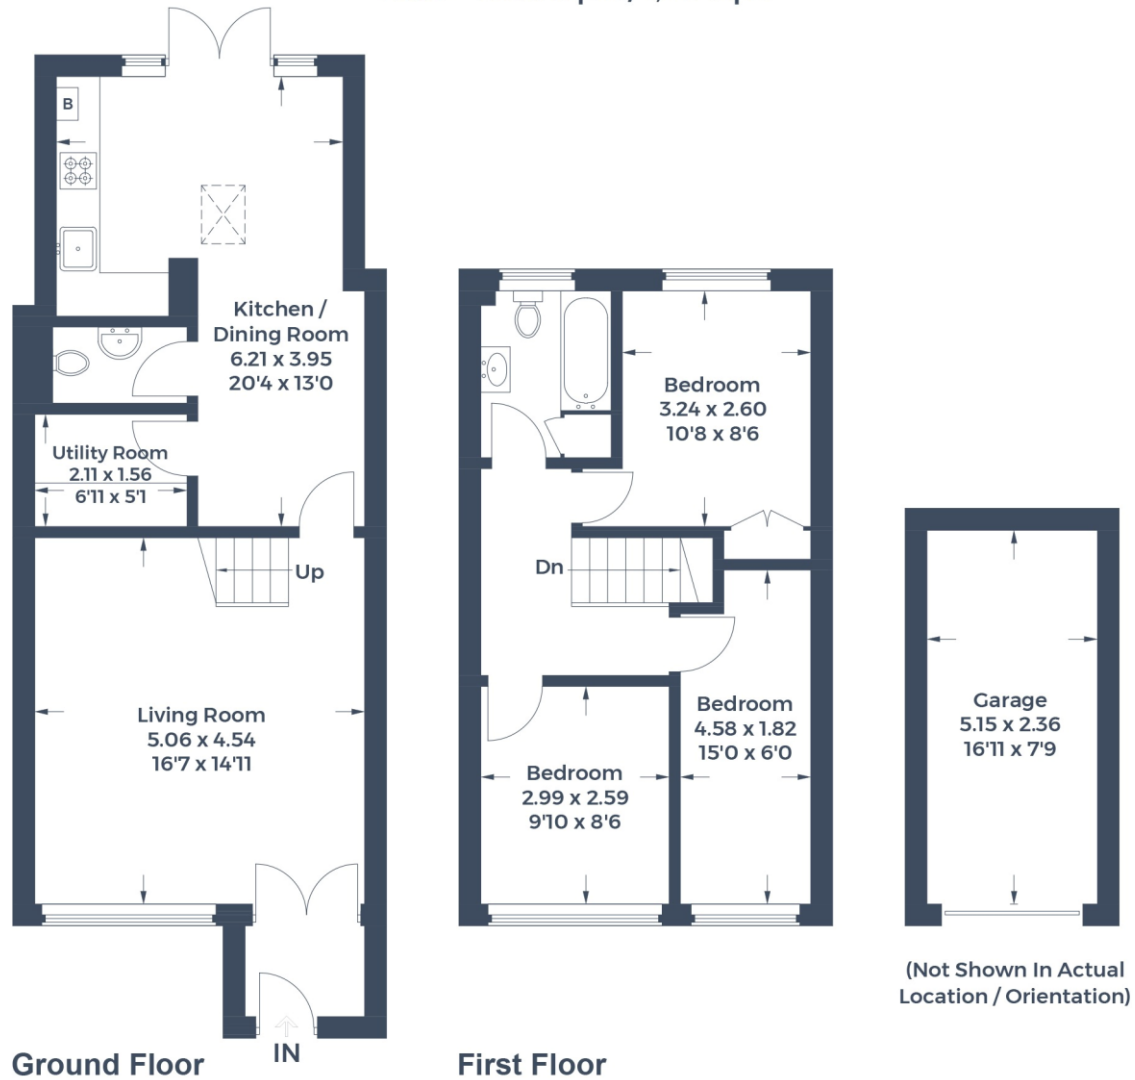 B
Kitchen /
Dining Room
6.21 x 3.95
20'4 x 13'0
Utility Room
2.11 x 1.56
6'11 x 5'1
Up
Living Room
5.06 x 4.54
16'7 x 14'11
IN
Ground Floor
Bedroom
3.24 x 2.60
10'8 x 8'6
Dn
Bedroom
4.58 x 1.82
15'0 x 6'0
Bedroom
2.99 x 2.59
9'10 x 8'6
First Floor
Garage
5.15 x 2.36
16'11 x 7'9
(Not Shown In Actual
Location / Orientation)